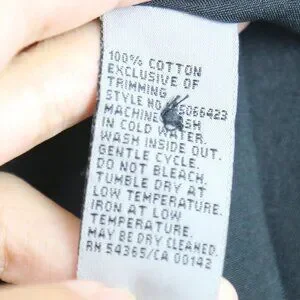 100% COTTON
EXCLUSIVE OF
TRIMMING
STYLE NO. 5066423
MACHINE
IN COLD WATER.
WASH INSIDE OUT.
GENTLE CYCLE.
DO NOT BLEACH.
TUMBLE DRY AT
LOW TEMPERATURE.
IRON AT LOW
TEMPERATURE.
MAY BE DRY CLEANED.
RN 54365/CA 00142